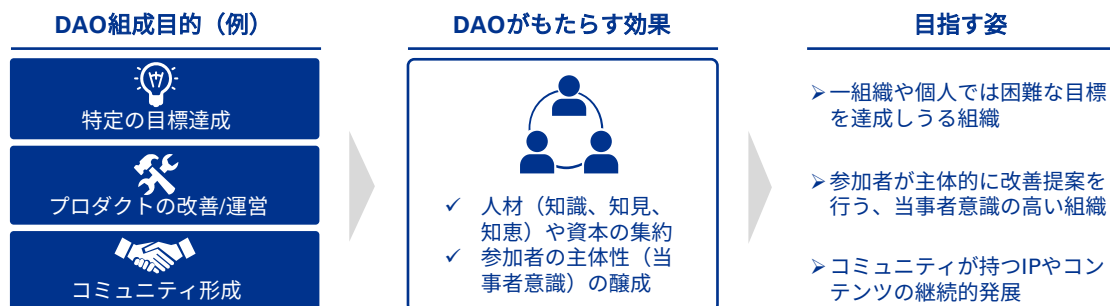 DAO組成目的（例）
特定の目標達成
プロダクトの改善/運営
コミュニティ形成
DAOがもたらす効果
✓ 人材（知識、知見、
知恵）や資本の集約
✓ 参加者の主体性（当
事者意識）の醸成
目指す姿
➢一組織や個人では困難な目標
を達成しうる組織
➢参加者が主体的に改善提案を
行う、当事者意識の高い組織
➢コミュニティが持つIPやコン
テンツの継続的発展